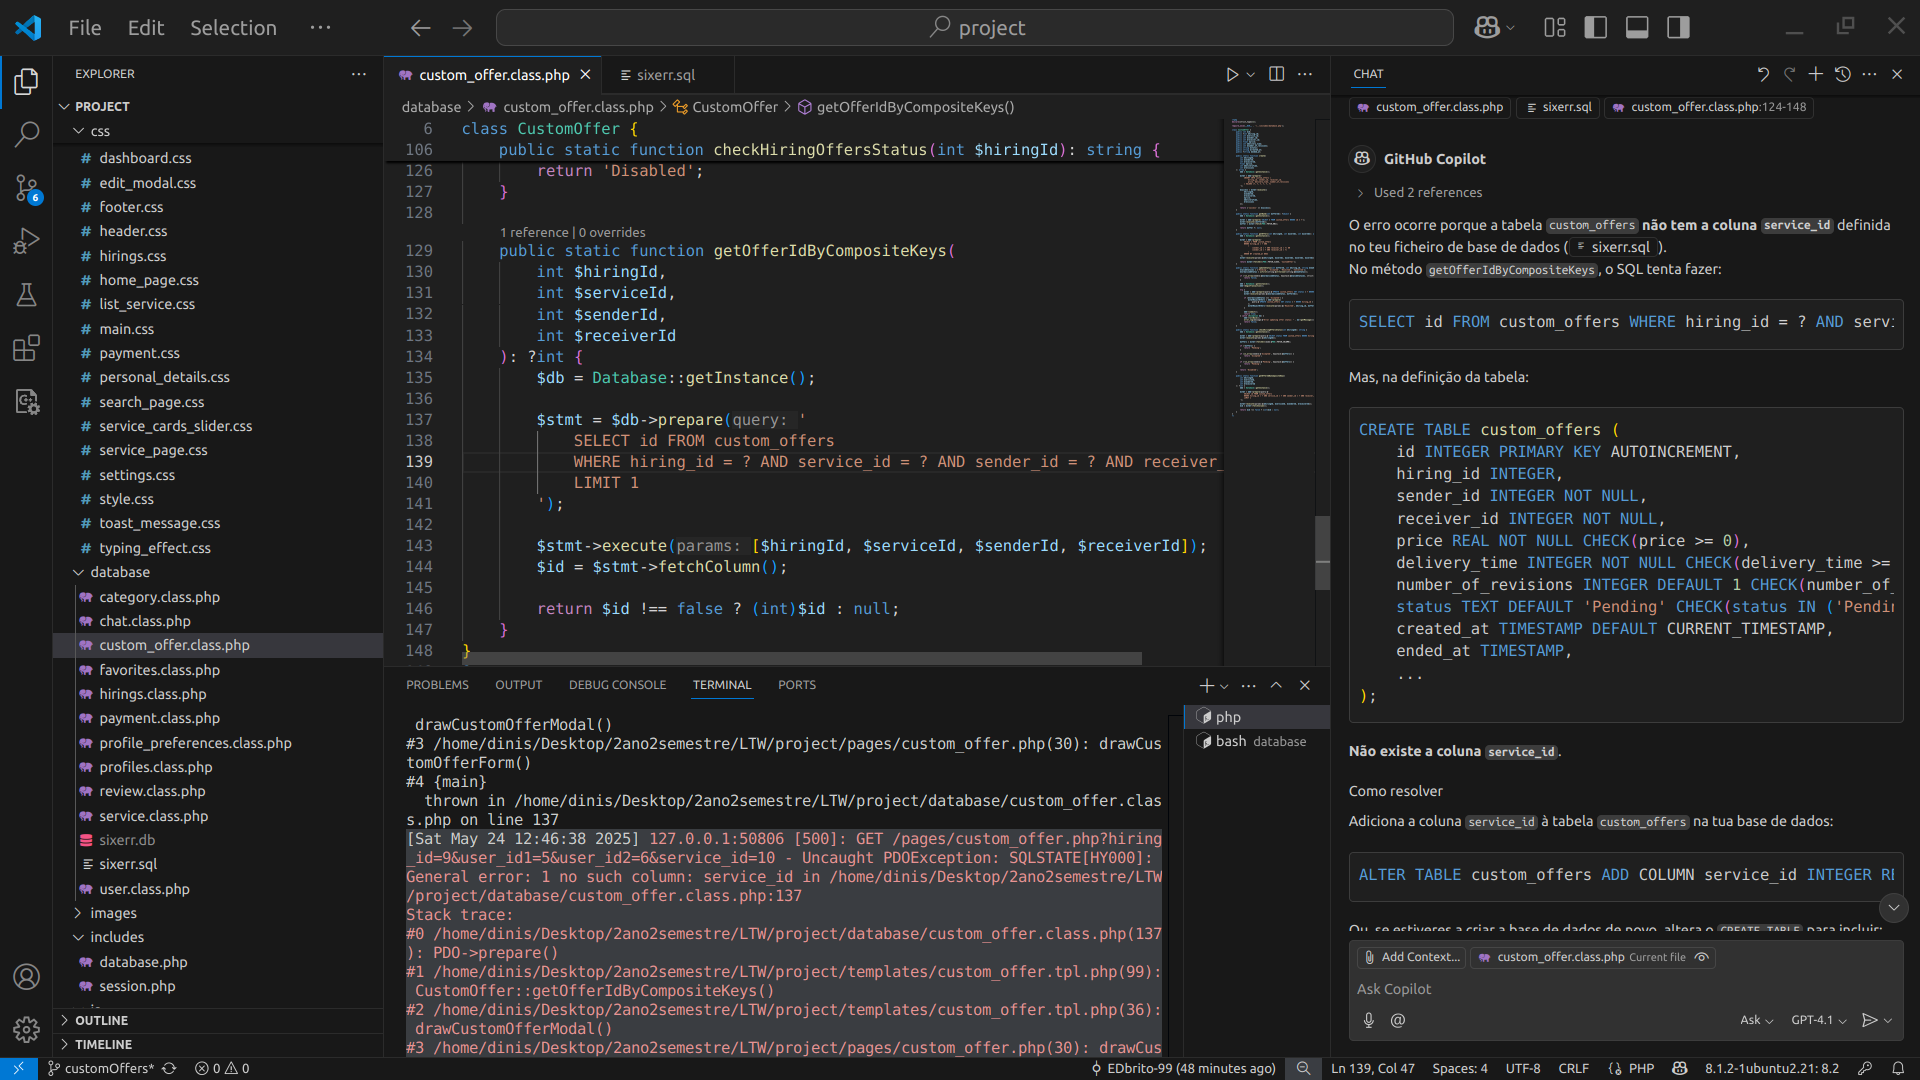 File Edit Selection ···
project
EXPLORER
PROJECT
css
# dashboard.css
# edit_modal.css
# footer.css
# header.css
# hirings.css
# home_page.css
# list_service.css
# main.css
# payment.css
# personal_details.css
# search_page.css
# service_cards_slider.css
# service_page.css
# settings.css
# style.css
# toast_message.css
# typing_effect.css
database
category.class.php
chat.class.php
custom_offer.class.php
favorites.class.php
hirings.class.php
payment.class.php
profile_preferences.class.php
profiles.class.php
review.class.php
service.class.php
sixerr.db
sixerr.sql
user.class.php
images
includes
database.php
session.php
OUTLINE
TIMELINE
6
custom_offer.class.php
sixerr.sql
database > custom_offer.class.php > CustomOffer > getOfferIdByCompositeKeys()
6 class CustomOffer {
106 public static function checkHiringOffersStatus(int $hiringId): string {
126 return 'Disabled';
127 }
128
1 reference | 0 overrides
129 public static function getOfferIdByCompositeKeys(
130 int $hiringId,
131 int $serviceId,
132 int $senderId,
133 int $receiverId
134 ): ?int {
135 $db = Database::getInstance();
136
137 $stmt = $db->prepare(query: '
138 SELECT id FROM custom_offers
139 WHERE hiring_id = ? AND service_id = ? AND sender_id = ? AND receiver_
140 LIMIT 1
141 ');
142
143 $stmt->execute(params: [$hiringId, $serviceId, $senderId, $receiverId]);
144 $id = $stmt->fetchColumn();
145
146 return $id !== false ? (int)$id : null;
147 }
148 }
PROBLEMS OUTPUT DEBUG CONSOLE TERMINAL PORTS
drawCustomOfferModal()
#3 /home/dinis/Desktop/2ano2semestre/LTW/project/pages/custom_offer.php(30): drawCus
tomOfferForm()
#4 {main}
thrown in /home/dinis/Desktop/2ano2semestre/LTW/project/database/custom_offer.clas
s.php on line 137
[Sat May 24 12:46:38 2025] 127.0.0.1:50806 [500]: GET /pages/custom_offer.php?hiring
_id=9&user_id1=5&user_id2=6&service_id=10 - Uncaught PDOException: SQLSTATE[HY000]:
General error: 1 no such column: service_id in /home/dinis/Desktop/2ano2semestre/LTW
/project/database/custom_offer.class.php:137
Stack trace:
#0 /home/dinis/Desktop/2ano2semestre/LTW/project/database/custom_offer.class.php(137
): PDO->prepare()
#1 /home/dinis/Desktop/2ano2semestre/LTW/project/templates/custom_offer.tpl.php(99):
CustomOffer::getOfferIdByCompositeKeys()
#2 /home/dinis/Desktop/2ano2semestre/LTW/project/templates/custom_offer.tpl.php(36):
drawCustomOfferModal()
#3 /home/dinis/Desktop/2ano2semestre/LTW/project/pages/custom_offer.php(30): drawCus
php
bash database
CHAT
custom_offer.class.php sixerr.sql custom_offer.class.php:124-148
GitHub Copilot
Used 2 references
O erro ocorre porque a tabela custom_offers não tem a coluna service_id definida
no teu ficheiro de base de dados ( sixerr.sql ).
No método getOfferIdByCompositeKeys, o SQL tenta fazer:
SELECT id FROM custom_offers WHERE hiring_id = ? AND servi
Mas, na definição da tabela:
CREATE TABLE custom_offers (
id INTEGER PRIMARY KEY AUTOINCREMENT,
hiring_id INTEGER,
sender_id INTEGER NOT NULL,
receiver_id INTEGER NOT NULL,
price REAL NOT NULL CHECK(price >= 0),
delivery_time INTEGER NOT NULL CHECK(delivery_time >=
number_of_revisions INTEGER DEFAULT 1 CHECK(number_of_
status TEXT DEFAULT 'Pending' CHECK(status IN ('Pendin
created_at TIMESTAMP DEFAULT CURRENT_TIMESTAMP,
ended_at TIMESTAMP,
...
);
Não existe a coluna service_id.
Como resolver
Adiciona a coluna service_id à tabela custom_offers na tua base de dados:
ALTER TABLE custom_offers ADD COLUMN service_id INTEGER RE
Ou, se estiveres a criar a base de dados de novo, altera o CREATE TABLE para incluir:
Add Context... custom_offer.class.php Current file
Ask Copilot
@ Ask GPT-4.1
customOffers* 0 0 EDbrito-99 (48 minutes ago) Ln 139, Col 47 Spaces: 4 UTF-8 CRLF PHP 8.1.2-1ubuntu2.21: 8.2